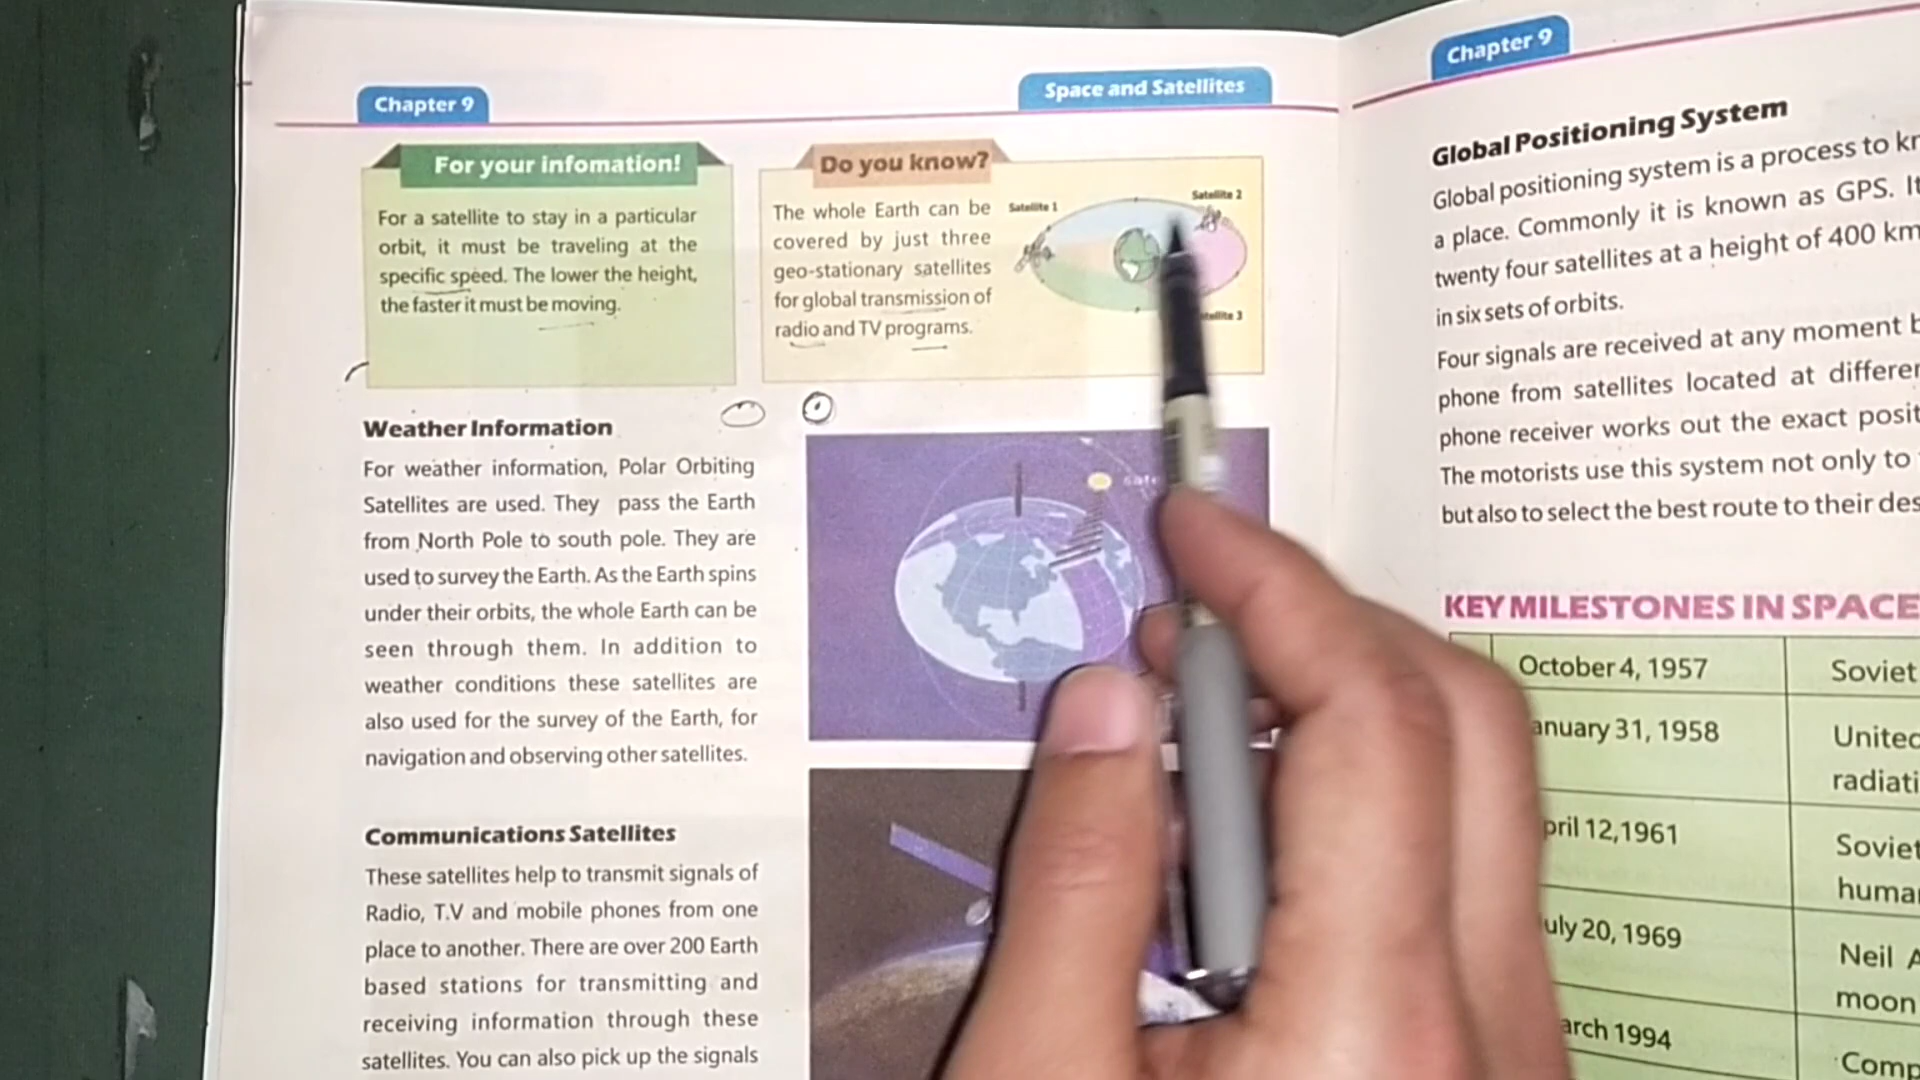 Chapter 9
Space and Satellites
For your infomation!
For a satellite to stay in a particular
orbit, it must be traveling at the
specific speed. The lower the height,
the faster it must be moving.
Do you know?
The whole Earth can be
covered by just three
geo-stationary satellites
for global transmission of
radio and TV programs.
Satellite 1
Satellite 2
Weather Information
For weather information, Polar Orbiting
Satellites are used. They pass the Earth
from North Pole to south pole. They are
used to survey the Earth. As the Earth spins
under their orbits, the whole Earth can be
seen through them. In addition to
weather conditions these satellites are
also used for the survey of the Earth, for
navigation and observing other satellites.
Communications Satellites
These satellites help to transmit signals of
Radio, T.V and mobile phones from one
place to another. There are over 200 Earth
based stations for transmitting and
receiving information through these
satellites. You can also pick up the signals
Chapter 9
Global Positioning System
Global positioning system is a process to
a place. Commonly it is known as GPS.
twenty four satellites at a height of 400 km
in six sets of orbits.
Four signals are received at any moment
phone from satellites located at
phone receiver works out the exact
The motorists use this system not only to
but also to select the best route to their
KEY MILESTONES IN SPACE
October 4, 1957
Soviet
anuary 31, 1958
United
pril 12,1961
Soviet
uly 20, 1969
Neil
moon
arch 1994